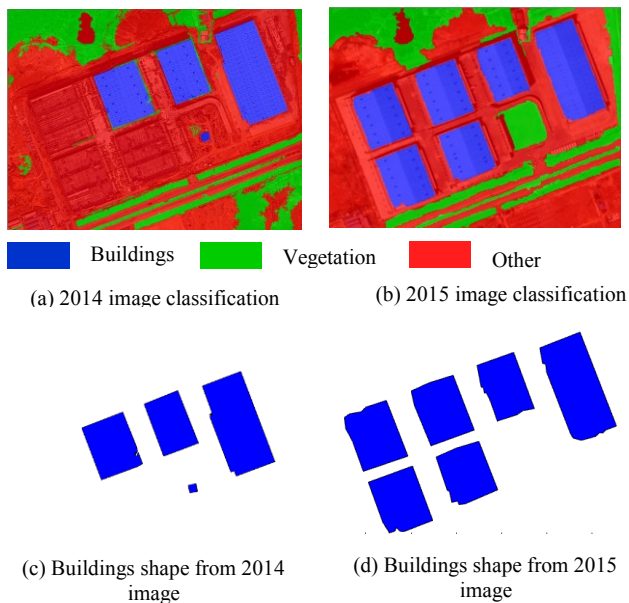 Buildings
Vegetation
Other
(a) 2014 image classification
(b) 2015 image classification
(c) Buildings shape from 2014
image
(d) Buildings shape from 2015
image